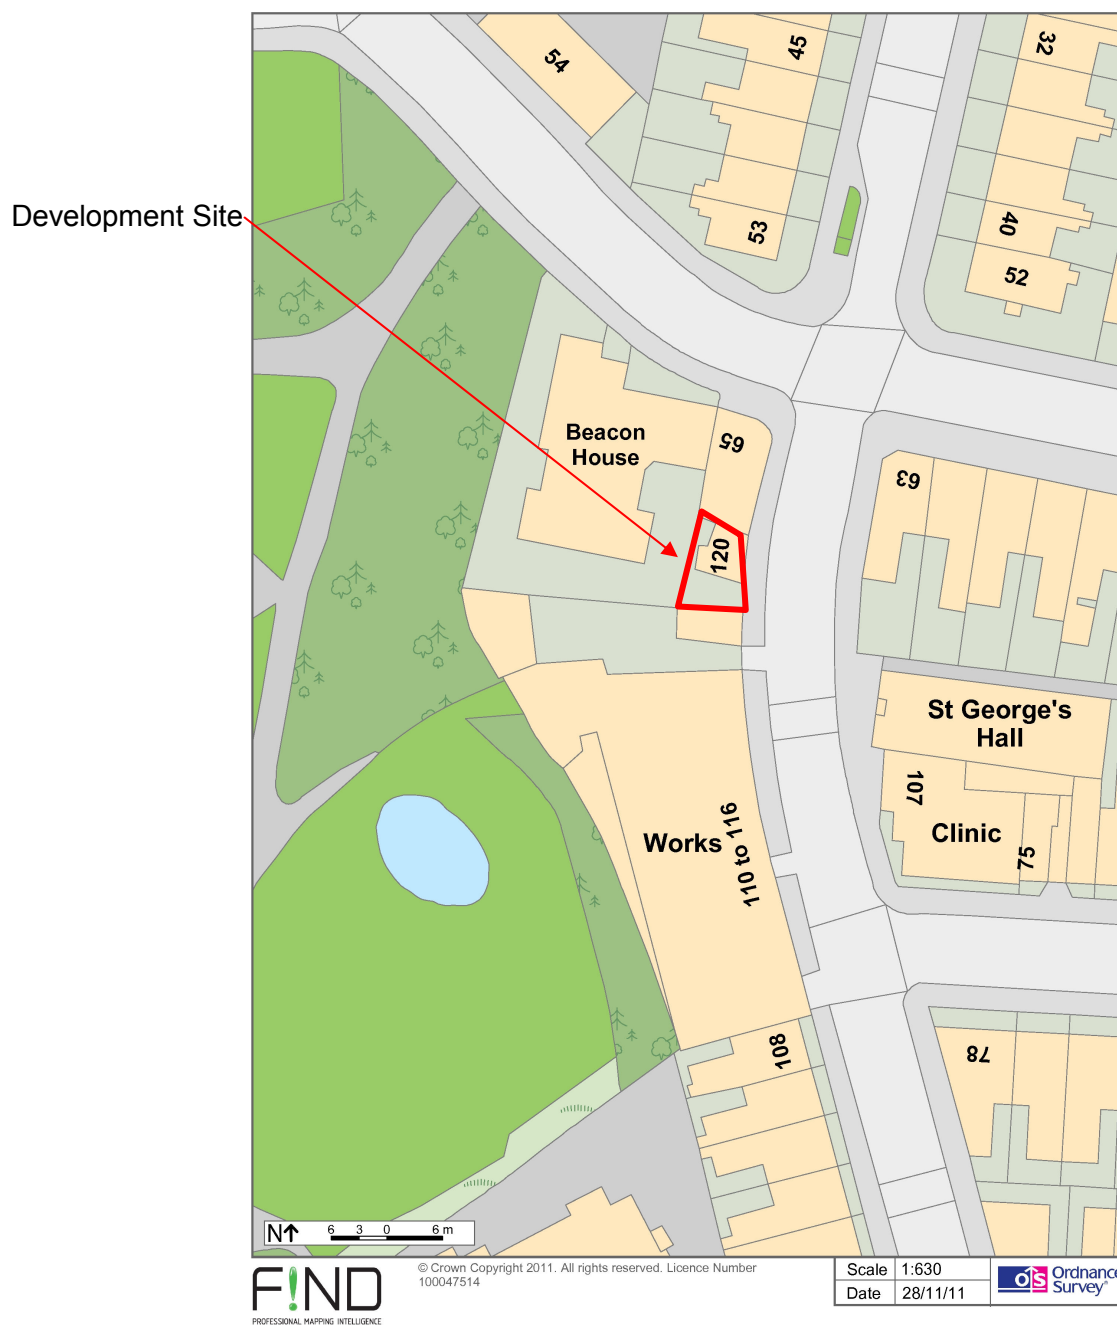 54
45
32
Development Site
53
40
52
Beacon
House
65
63
120
St George's
Hall
107
Works
110 to 116
Clinic
75
108
78
N
6 3 0 6 m
FIND
PROFESSIONAL MAPPING INTELLIGENCE
© Crown Copyright 2011. All rights reserved. Licence Number
100047514
Scale 1:630
Date 28/11/11
OS Ordnance
Survey®